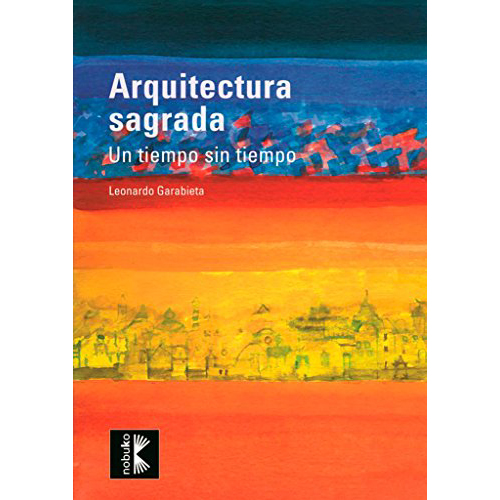 Arquitectura
sagrada
Un tiempo sin tiempo
Leonardo Garabieta
nobuko